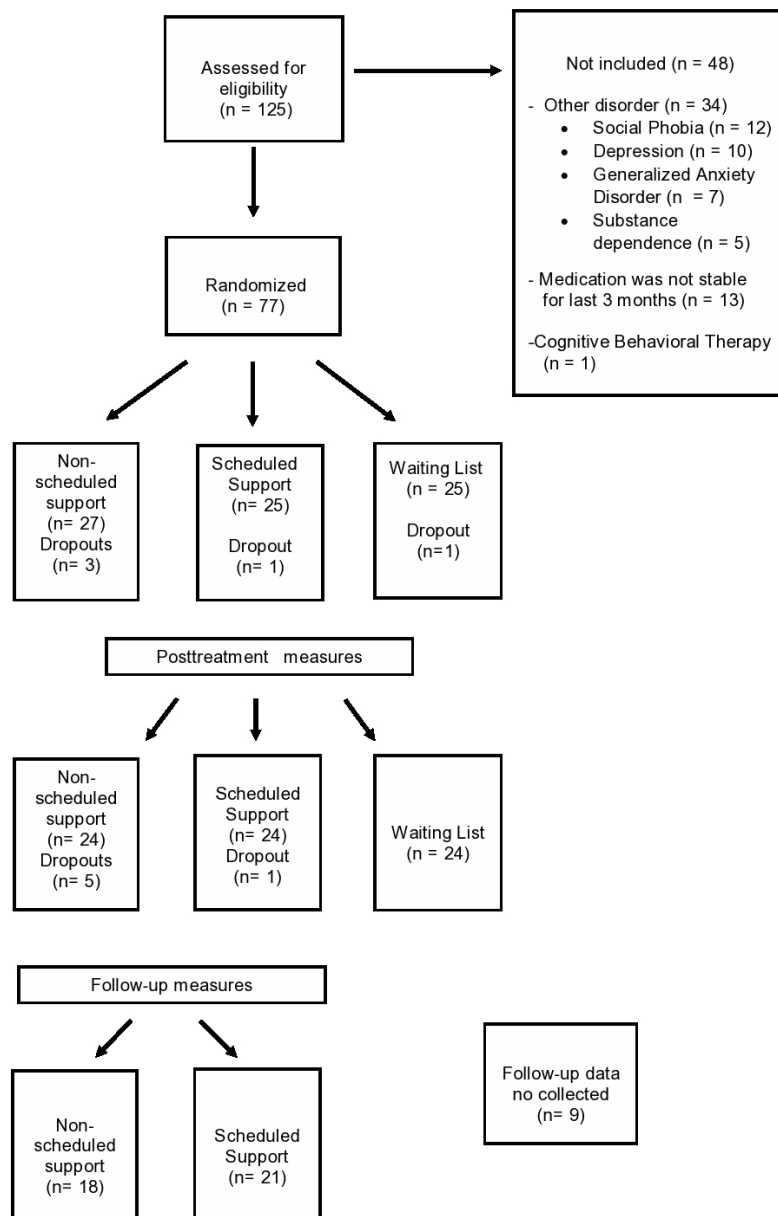 Assessed for
eligibility
(n = 125)
Not included (n = 48)
- Other disorder (n = 34)
• Social Phobia (n = 12)
• Depression (n = 10)
• Generalized Anxiety
Disorder (n = 7)
• Substance
dependence (n = 5)
- Medication was not stable
for last 3 months (n = 13)
-Cognitive Behavioral Therapy
(n = 1)
Randomized
(n = 77)
Non-
scheduled
support
(n= 27)
Dropouts
(n= 3)
Scheduled
Support
(n = 25)
Dropout
(n= 1)
Waiting List
(n = 25)
Dropout
(n=1)
Posttreatment measures
Non-
scheduled
support
(n= 24)
Dropouts
(n= 5)
Scheduled
Support
(n= 24)
Dropout
(n= 1)
Waiting List
(n = 24)
Follow-up measures
Non-
scheduled
support
(n= 18)
Scheduled
Support
(n = 21)
Follow-up data
no collected
(n= 9)